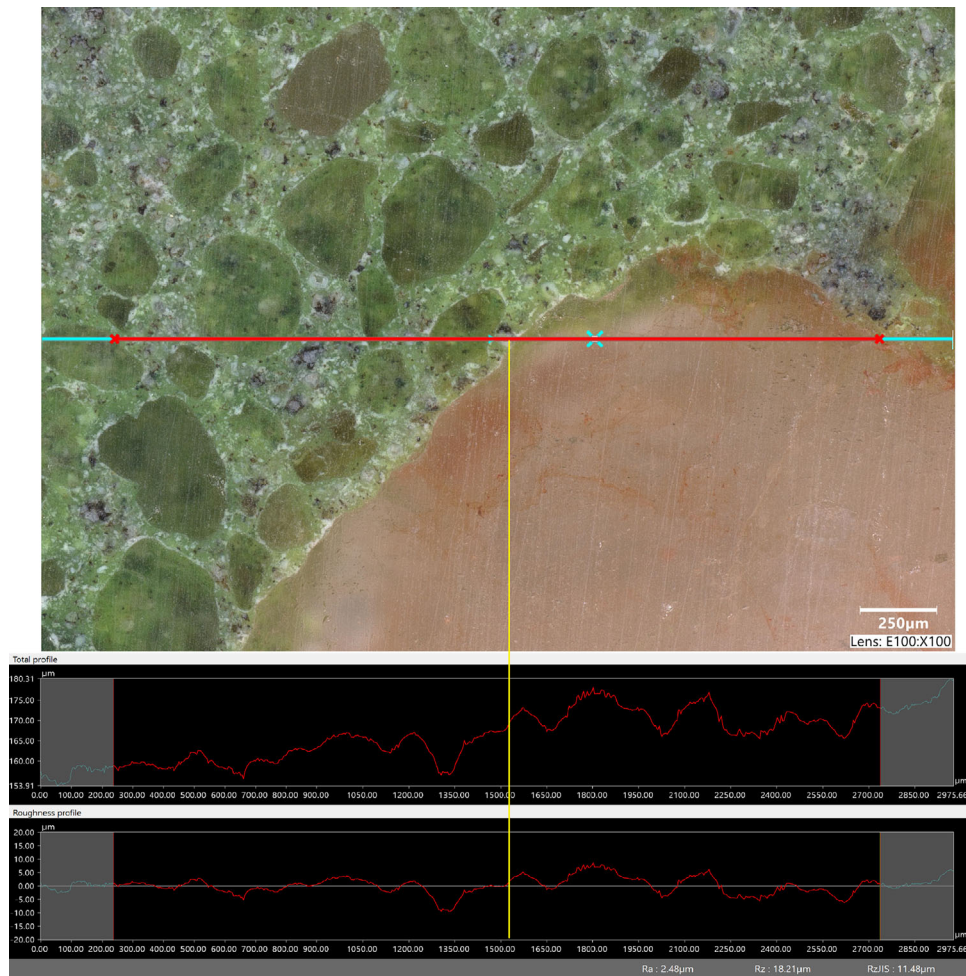 250μm
Lens: E100:X100
Total profile
μm
180.31
175.00
170.00
165.00
160.00
153.91
0.00 100.00 200.00 300.00 400.00 500.00 600.00 700.00 800.00 900.00 1050.00 1200.00 1350.00 1500.00 1650.00 1800.00 1950.00 2100.00 2250.00 2400.00 2550.00 2700.00 2850.00 2975.66
μm
Roughness profile
μm
20.00
15.00
10.00
5.00
0.00
-5.00
-10.00
-15.00
-20.00
0.00 100.00 200.00 300.00 400.00 500.00 600.00 700.00 800.00 900.00 1050.00 1200.00 1350.00 1500.00 1650.00 1800.00 1950.00 2100.00 2250.00 2400.00 2550.00 2700.00 2850.00 2975.66
μm
Ra : 2.48μm Rz : 18.21μm RzJIS : 11.48μm